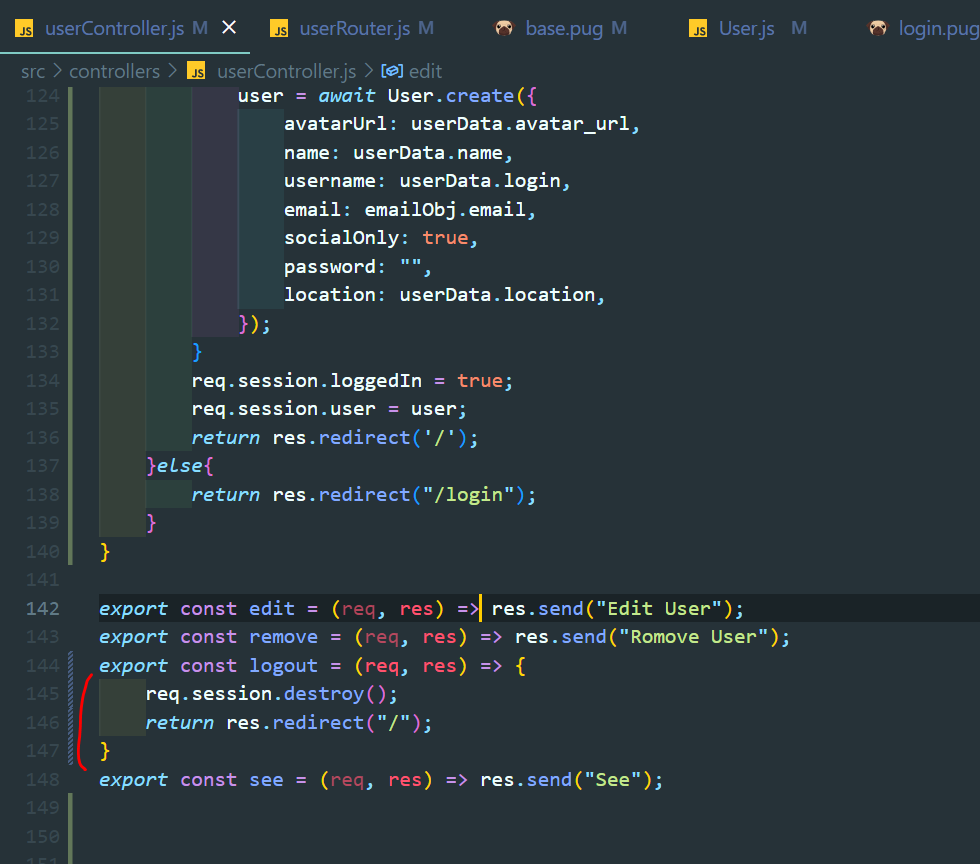 JS userController.js M ✕ JS userRouter.js M base.pug M JS User.js M login.pug
src > controllers > JS userController.js > edit
124 user = await User.create({
125 avatarUrl: userData.avatar_url,
126 name: userData.name,
127 username: userData.login,
128 email: emailObj.email,
129 socialOnly: true,
130 password: "",
131 location: userData.location,
132 });
133 }
134 req.session.loggedIn = true;
135 req.session.user = user;
136 return res.redirect('/');
137 }else{
138 return res.redirect("/login");
139 }
140 }
141
142 export const edit = (req, res) => res.send("Edit User");
143 export const remove = (req, res) => res.send("Romove User");
144 export const logout = (req, res) => {
145 req.session.destroy();
146 return res.redirect("/");
147 }
148 export const see = (req, res) => res.send("See");
149
150
151